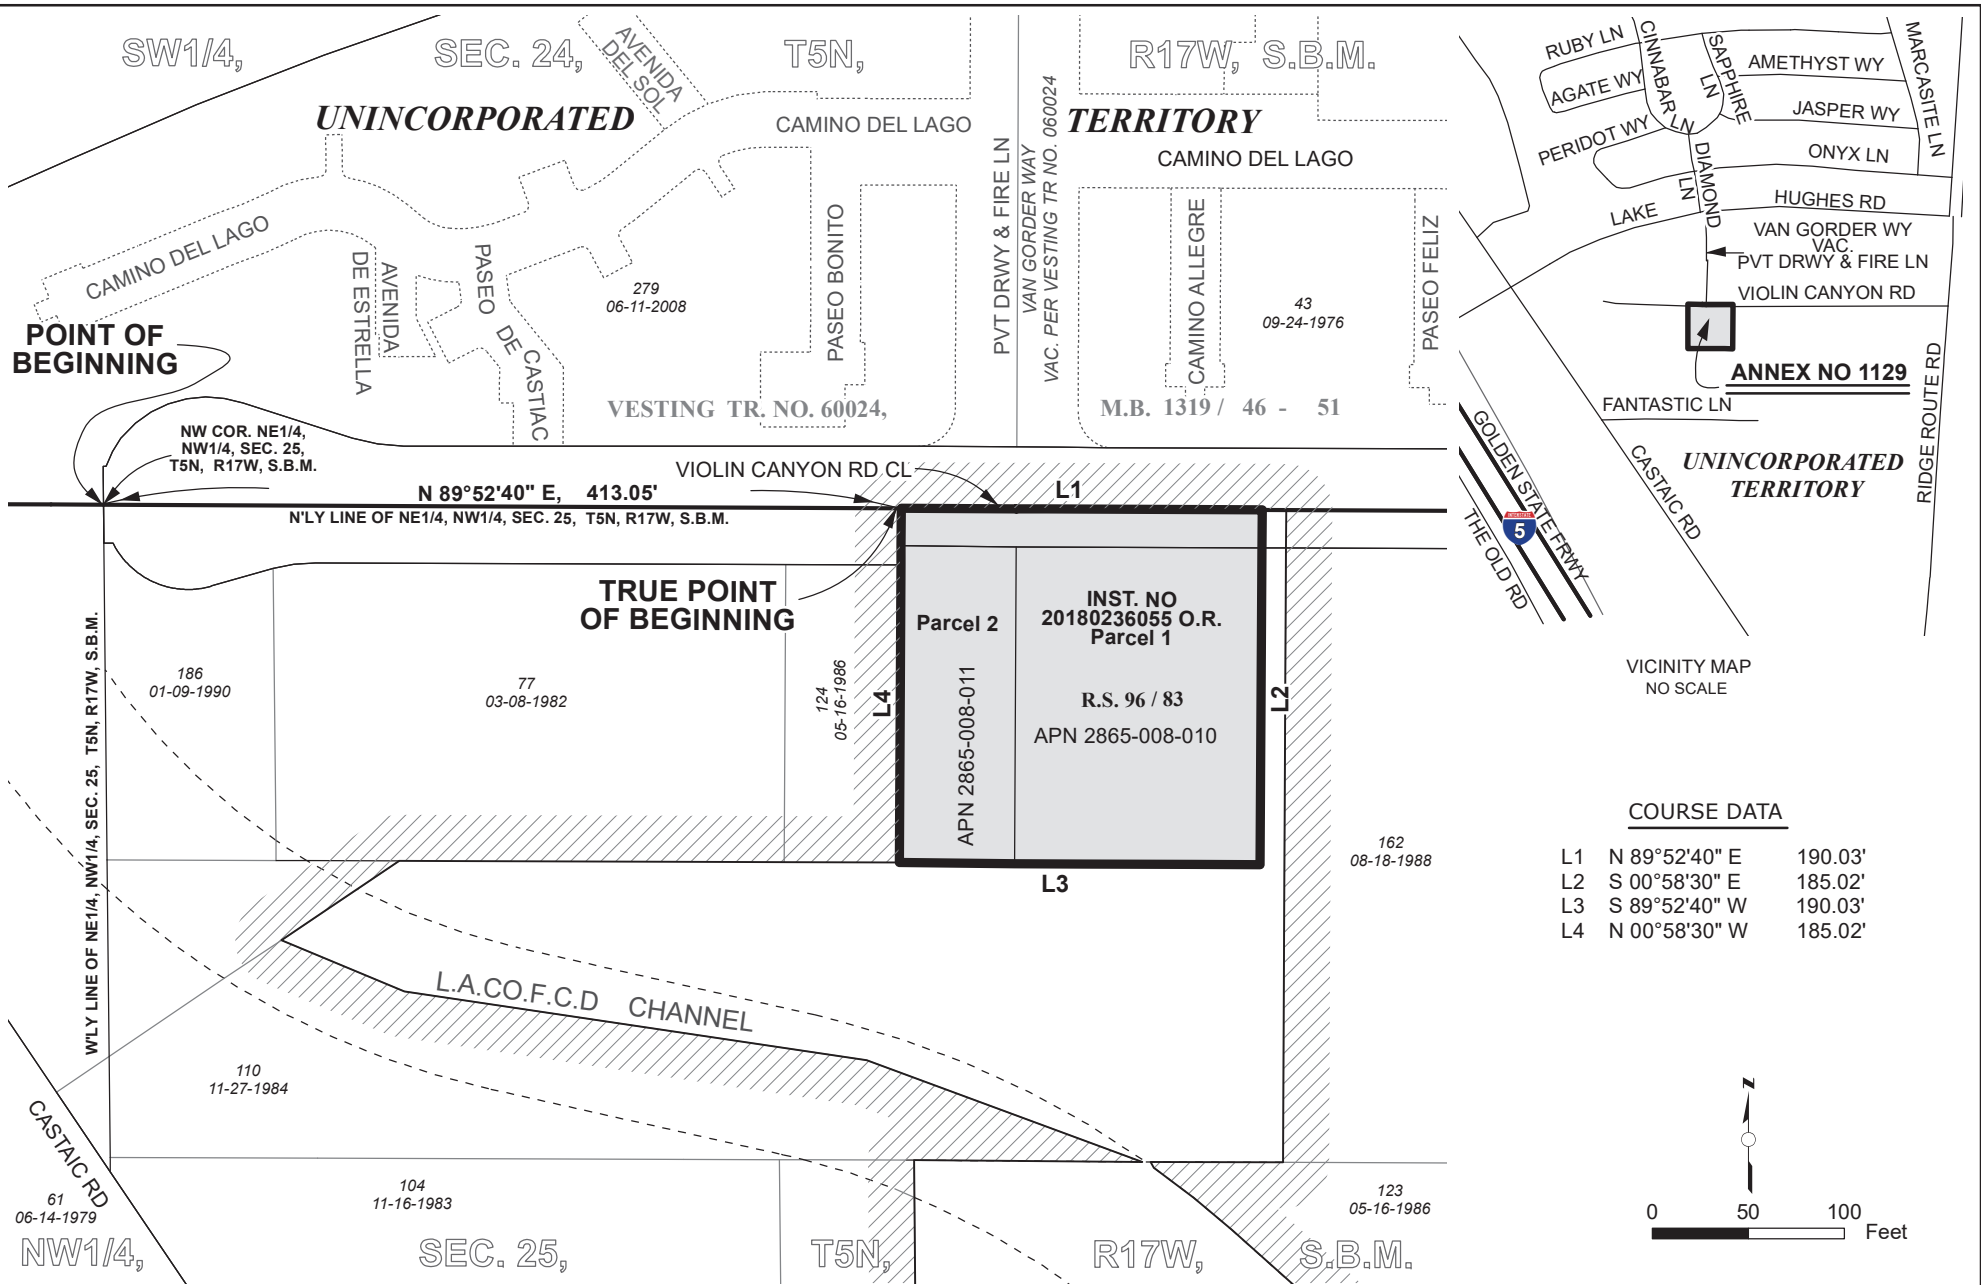 SW1/4, SEC. 24, T5N, R17W, S.B.M.
UNINCORPORATED TERRITORY
AVENIDA
DEL SOL
CAMINO DEL LAGO
CAMINO DEL LAGO
CAMINO DEL LAGO
PVT DRWY & FIRE LN
VAN GORDER WAY
VAC. PER VESTING TR NO. 060024
AVENIDA
DE ESTRELLA
PASEO DE CASTIAC
279
06-11-2008
PASEO BONITO
CAMINO ALLEGRE
43
09-24-1976
PASEO FELIZ
VESTING TR. NO. 60024, M.B. 1319 / 46 - 51
POINT OF
BEGINNING
NW COR. NE1/4,
NW1/4, SEC. 25,
T5N, R17W, S.B.M.
VIOLIN CANYON RD CL
N 89°52'40" E, 413.05'
N'LY LINE OF NE1/4, NW1/4, SEC. 25, T5N, R17W, S.B.M.
L1
TRUE POINT
OF BEGINNING
Parcel 2
APN 2865-008-011
INST. NO
20180236055 O.R.
Parcel 1
R.S. 96 / 83
APN 2865-008-010
L2
L3
L4
W'LY LINE OF NE1/4, NW1/4, SEC. 25, T5N, R17W, S.B.M.
186
01-09-1990
77
03-08-1982
124
05-16-1986
162
08-18-1988
L.A.CO.F.C.D CHANNEL
110
11-27-1984
CASTAIC RD
61
06-14-1979
104
11-16-1983
123
05-16-1986
NW1/4, SEC. 25, T5N, R17W, S.B.M.
RUBY LN
CINNABAR LN
SAPPHIRE
LN
AMETHYST WY
MARCASITE LN
AGATE WY
JASPER WY
PERIDOT WY
ONYX LN
DIAMOND
LN
LAKE HUGHES RD
VAN GORDER WY
VAC.
PVT DRWY & FIRE LN
VIOLIN CANYON RD
ANNEX NO 1129
FANTASTIC LN
RIDGE ROUTE RD
UNINCORPORATED
TERRITORY
CASTAIC RD
GOLDEN STATE FRWY
INTERSTATE
5
THE OLD RD
VICINITY MAP
NO SCALE
COURSE DATA
L1 N 89°52'40" E 190.03'
L2 S 00°58'30" E 185.02'
L3 S 89°52'40" W 190.03'
L4 N 00°58'30" W 185.02'
N
0 50 100
Feet